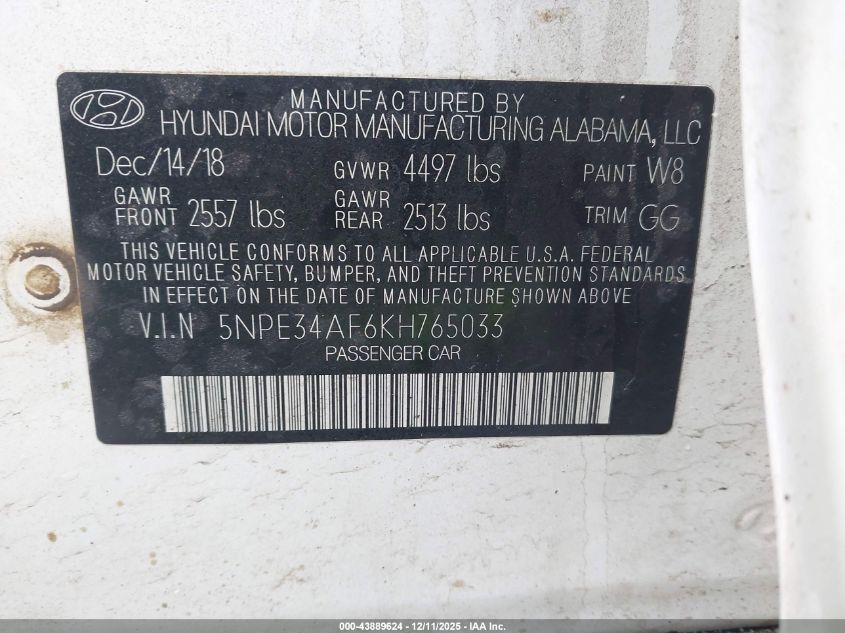 MANUFACTURED BY
HYUNDAI MOTOR MANUFACTURING ALABAMA, LLC
Dec/14/18 GVWR 4497 lbs PAINT W8
GAWR FRONT 2557 lbs GAWR REAR 2513 lbs TRIM GG
THIS VEHICLE CONFORMS TO ALL APPLICABLE U.S.A. FEDERAL
MOTOR VEHICLE SAFETY, BUMPER, AND THEFT PREVENTION STANDARDS
IN EFFECT ON THE DATE OF MANUFACTURE SHOWN ABOVE
V.I.N 5NPE34AF6KH765033
PASSENGER CAR
000-43889624 - 12/11/2025 - IAA Inc.